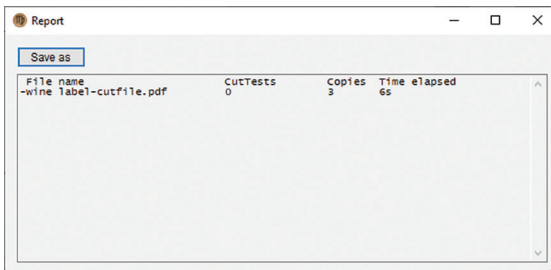 Report
Save as
File name CutTests Copies Time elapsed
-wine label-cutfile.pdf 0 3 6s